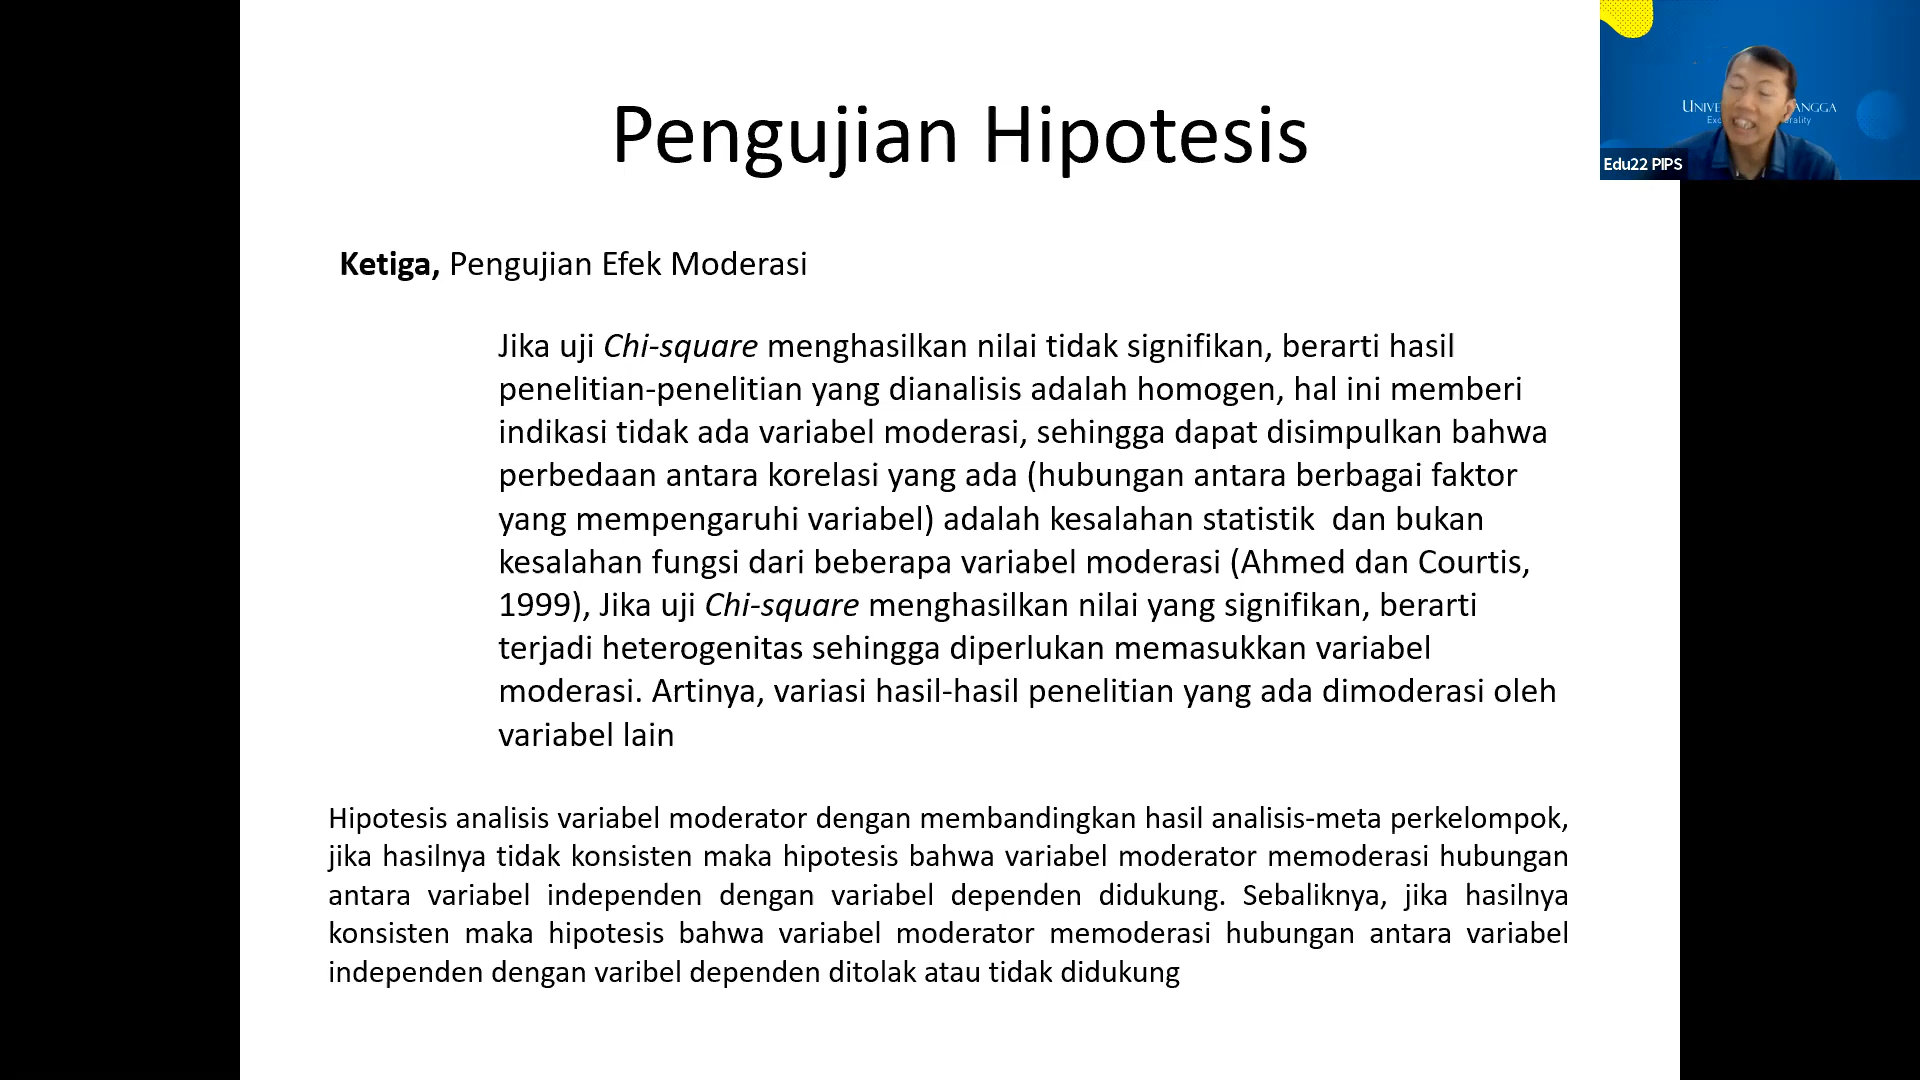 Pengujian Hipotesis
Ketiga, Pengujian Efek Moderasi
Jika uji Chi-square menghasilkan nilai tidak signifikan, berarti hasil
penelitian-penelitian yang dianalisis adalah homogen, hal ini memberi
indikasi tidak ada variabel moderasi, sehingga dapat disimpulkan bahwa
perbedaan antara korelasi yang ada (hubungan antara berbagai faktor
yang mempengaruhi variabel) adalah kesalahan statistik  dan bukan
kesalahan fungsi dari beberapa variabel moderasi (Ahmed dan Courtis,
1999), Jika uji Chi-square menghasilkan nilai yang signifikan, berarti
terjadi heterogenitas sehingga diperlukan memasukkan variabel
moderasi. Artinya, variasi hasil-hasil penelitian yang ada dimoderasi oleh
variabel lain
Hipotesis analisis variabel moderator dengan membandingkan hasil analisis-meta perkelompok,
jika hasilnya tidak konsisten maka hipotesis bahwa variabel moderator memoderasi hubungan
antara variabel independen dengan variabel dependen didukung. Sebaliknya, jika hasilnya
konsisten maka hipotesis bahwa variabel moderator memoderasi hubungan antara variabel
independen dengan varibel dependen ditolak atau tidak didukung
Edu22 PIPS